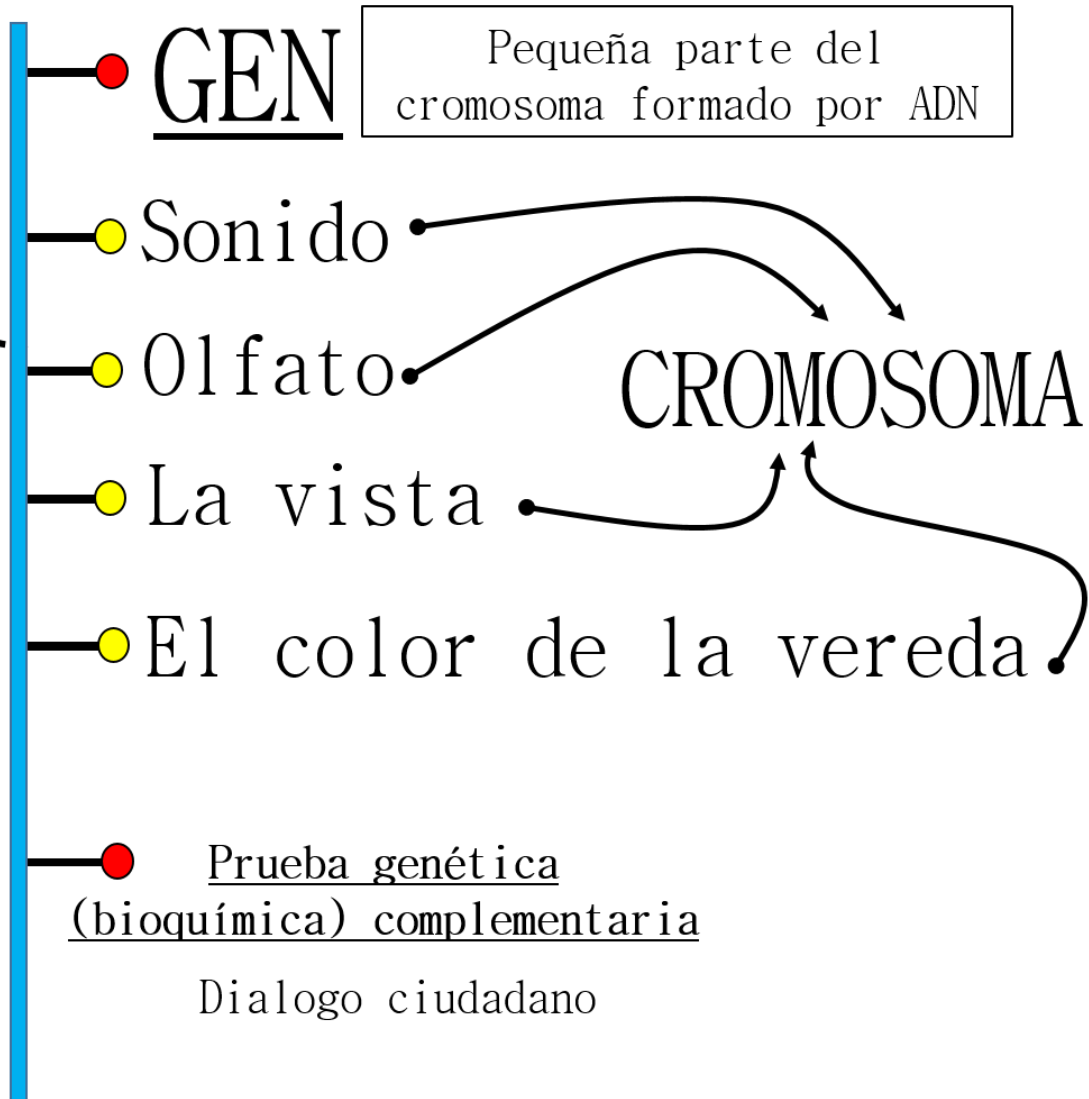 GEN
Pequeña parte del
cromosoma formado por ADN
Sonido
Olfato
CROMOSOMA
La vista
El color de la vereda
Prueba genética
(bioquímica) complementaria
Dialogo ciudadano